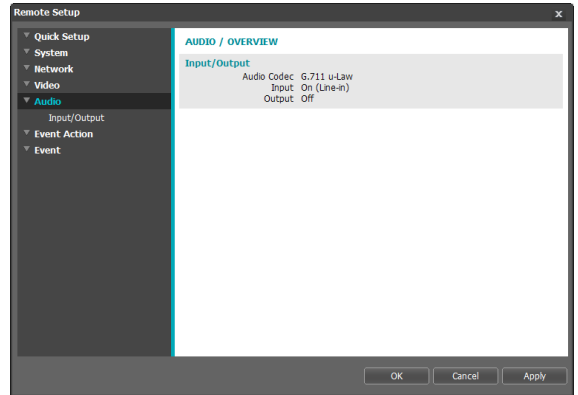 Remote Setup
x
Quick Setup
System
Network
Video
Audio
Input/Output
Event Action
Event
AUDIO / OVERVIEW
Input/Output
Audio Codec G.711 u-Law
Input On (Line-in)
Output Off
OK Cancel Apply